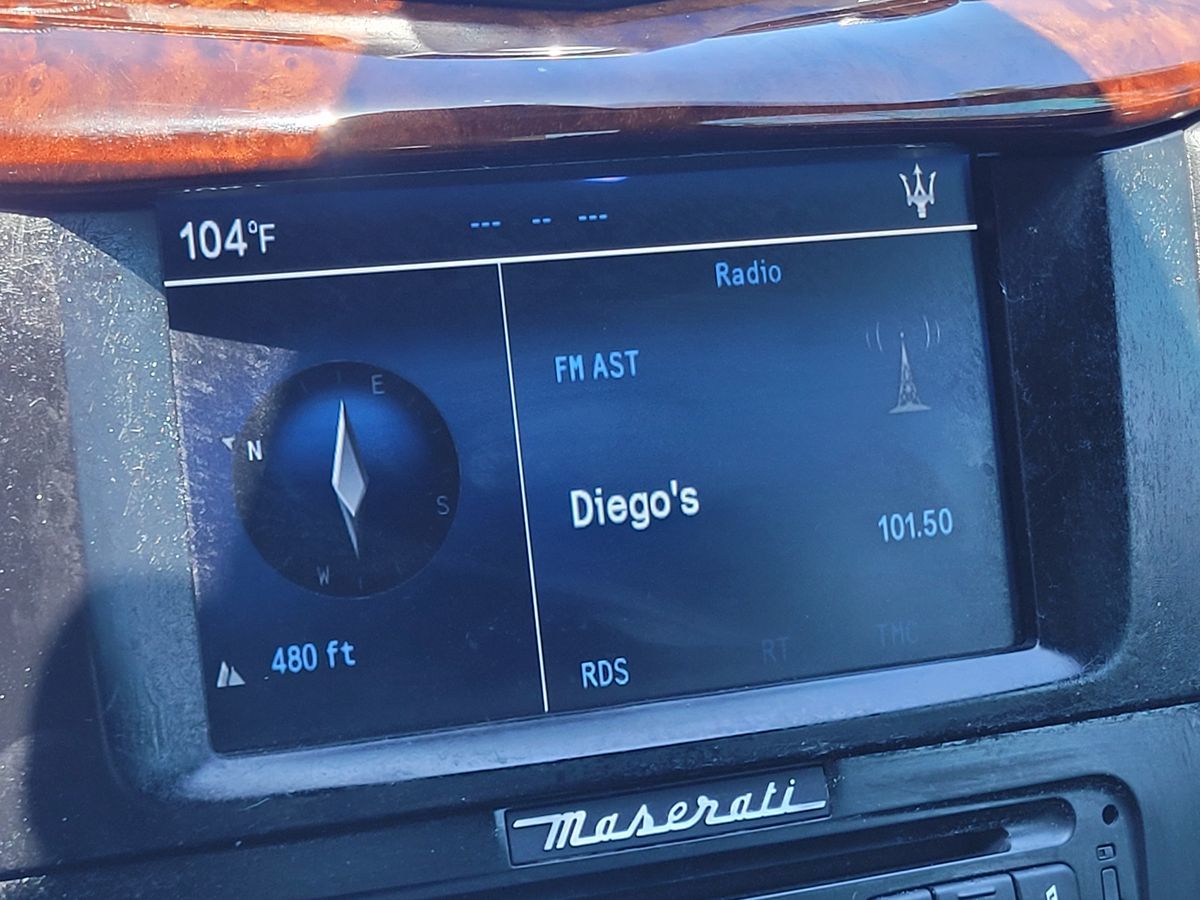 104°F --- -- ---
Radio
FM AST
E
N
S
W
Diego's
101.50
480 ft
RDS
RT
TMC
Maserati